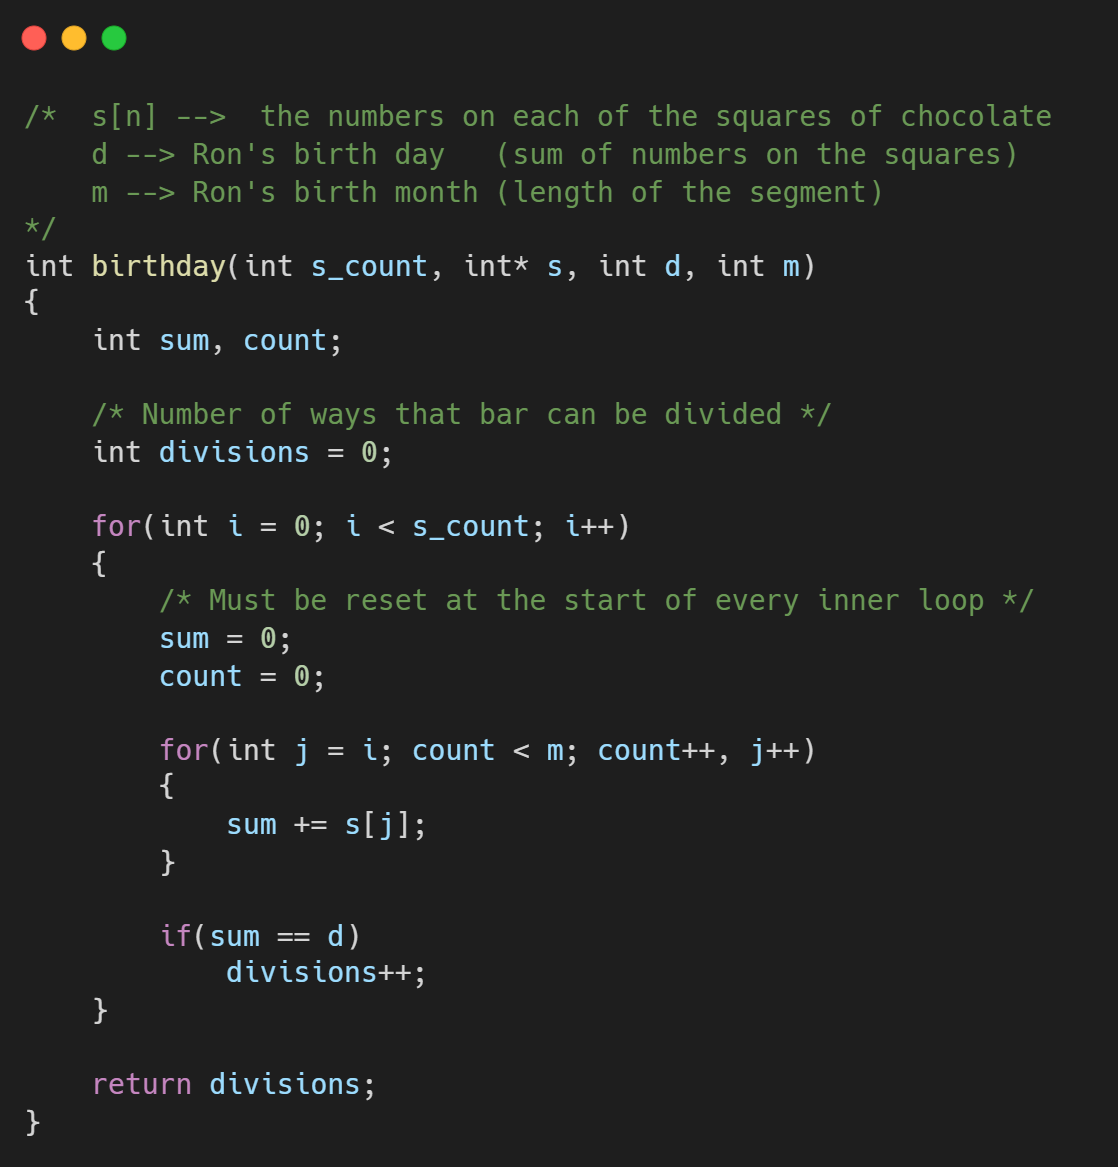 /*  s[n] -->  the numbers on each of the squares of chocolate
    d --> Ron's birth day   (sum of numbers on the squares)
    m --> Ron's birth month (length of the segment)
*/
int birthday(int s_count, int* s, int d, int m)
{
    int sum, count;

    /* Number of ways that bar can be divided */
    int divisions = 0;

    for(int i = 0; i < s_count; i++)
    {
        /* Must be reset at the start of every inner loop */
        sum = 0;
        count = 0;

        for(int j = i; count < m; count++, j++)
        {
            sum += s[j];
        }

        if(sum == d)
            divisions++;
    }

    return divisions;
}